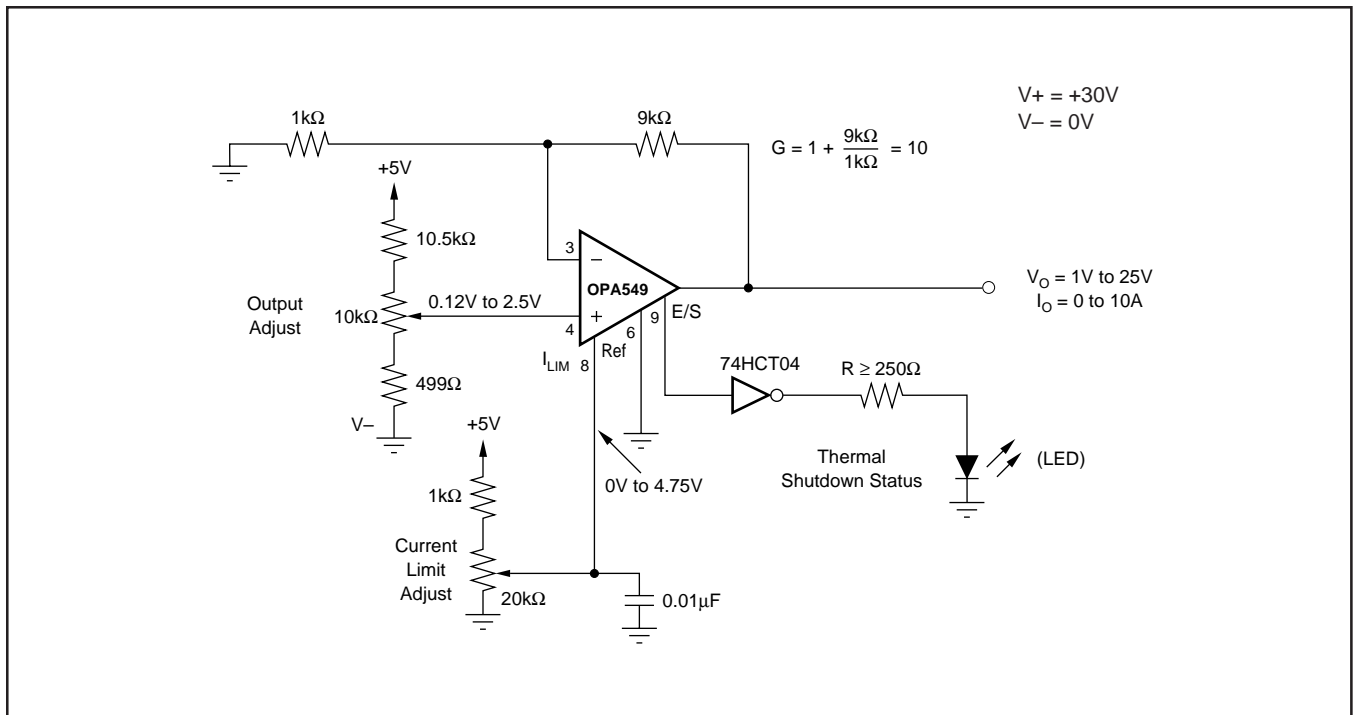 V+ = +30V
V– = 0V
1kΩ
9kΩ
G = 1 + 9kΩ/1kΩ = 10
+5V
10.5kΩ
Output
Adjust
10kΩ
0.12V to 2.5V
499Ω
V–
3
–
OPA549
+
4
9
E/S
6
Ref
I_LIM
8
V_O = 1V to 25V
I_O = 0 to 10A
74HCT04
R ≥ 250Ω
(LED)
Thermal
Shutdown Status
0V to 4.75V
+5V
1kΩ
Current
Limit
Adjust
20kΩ
0.01µF